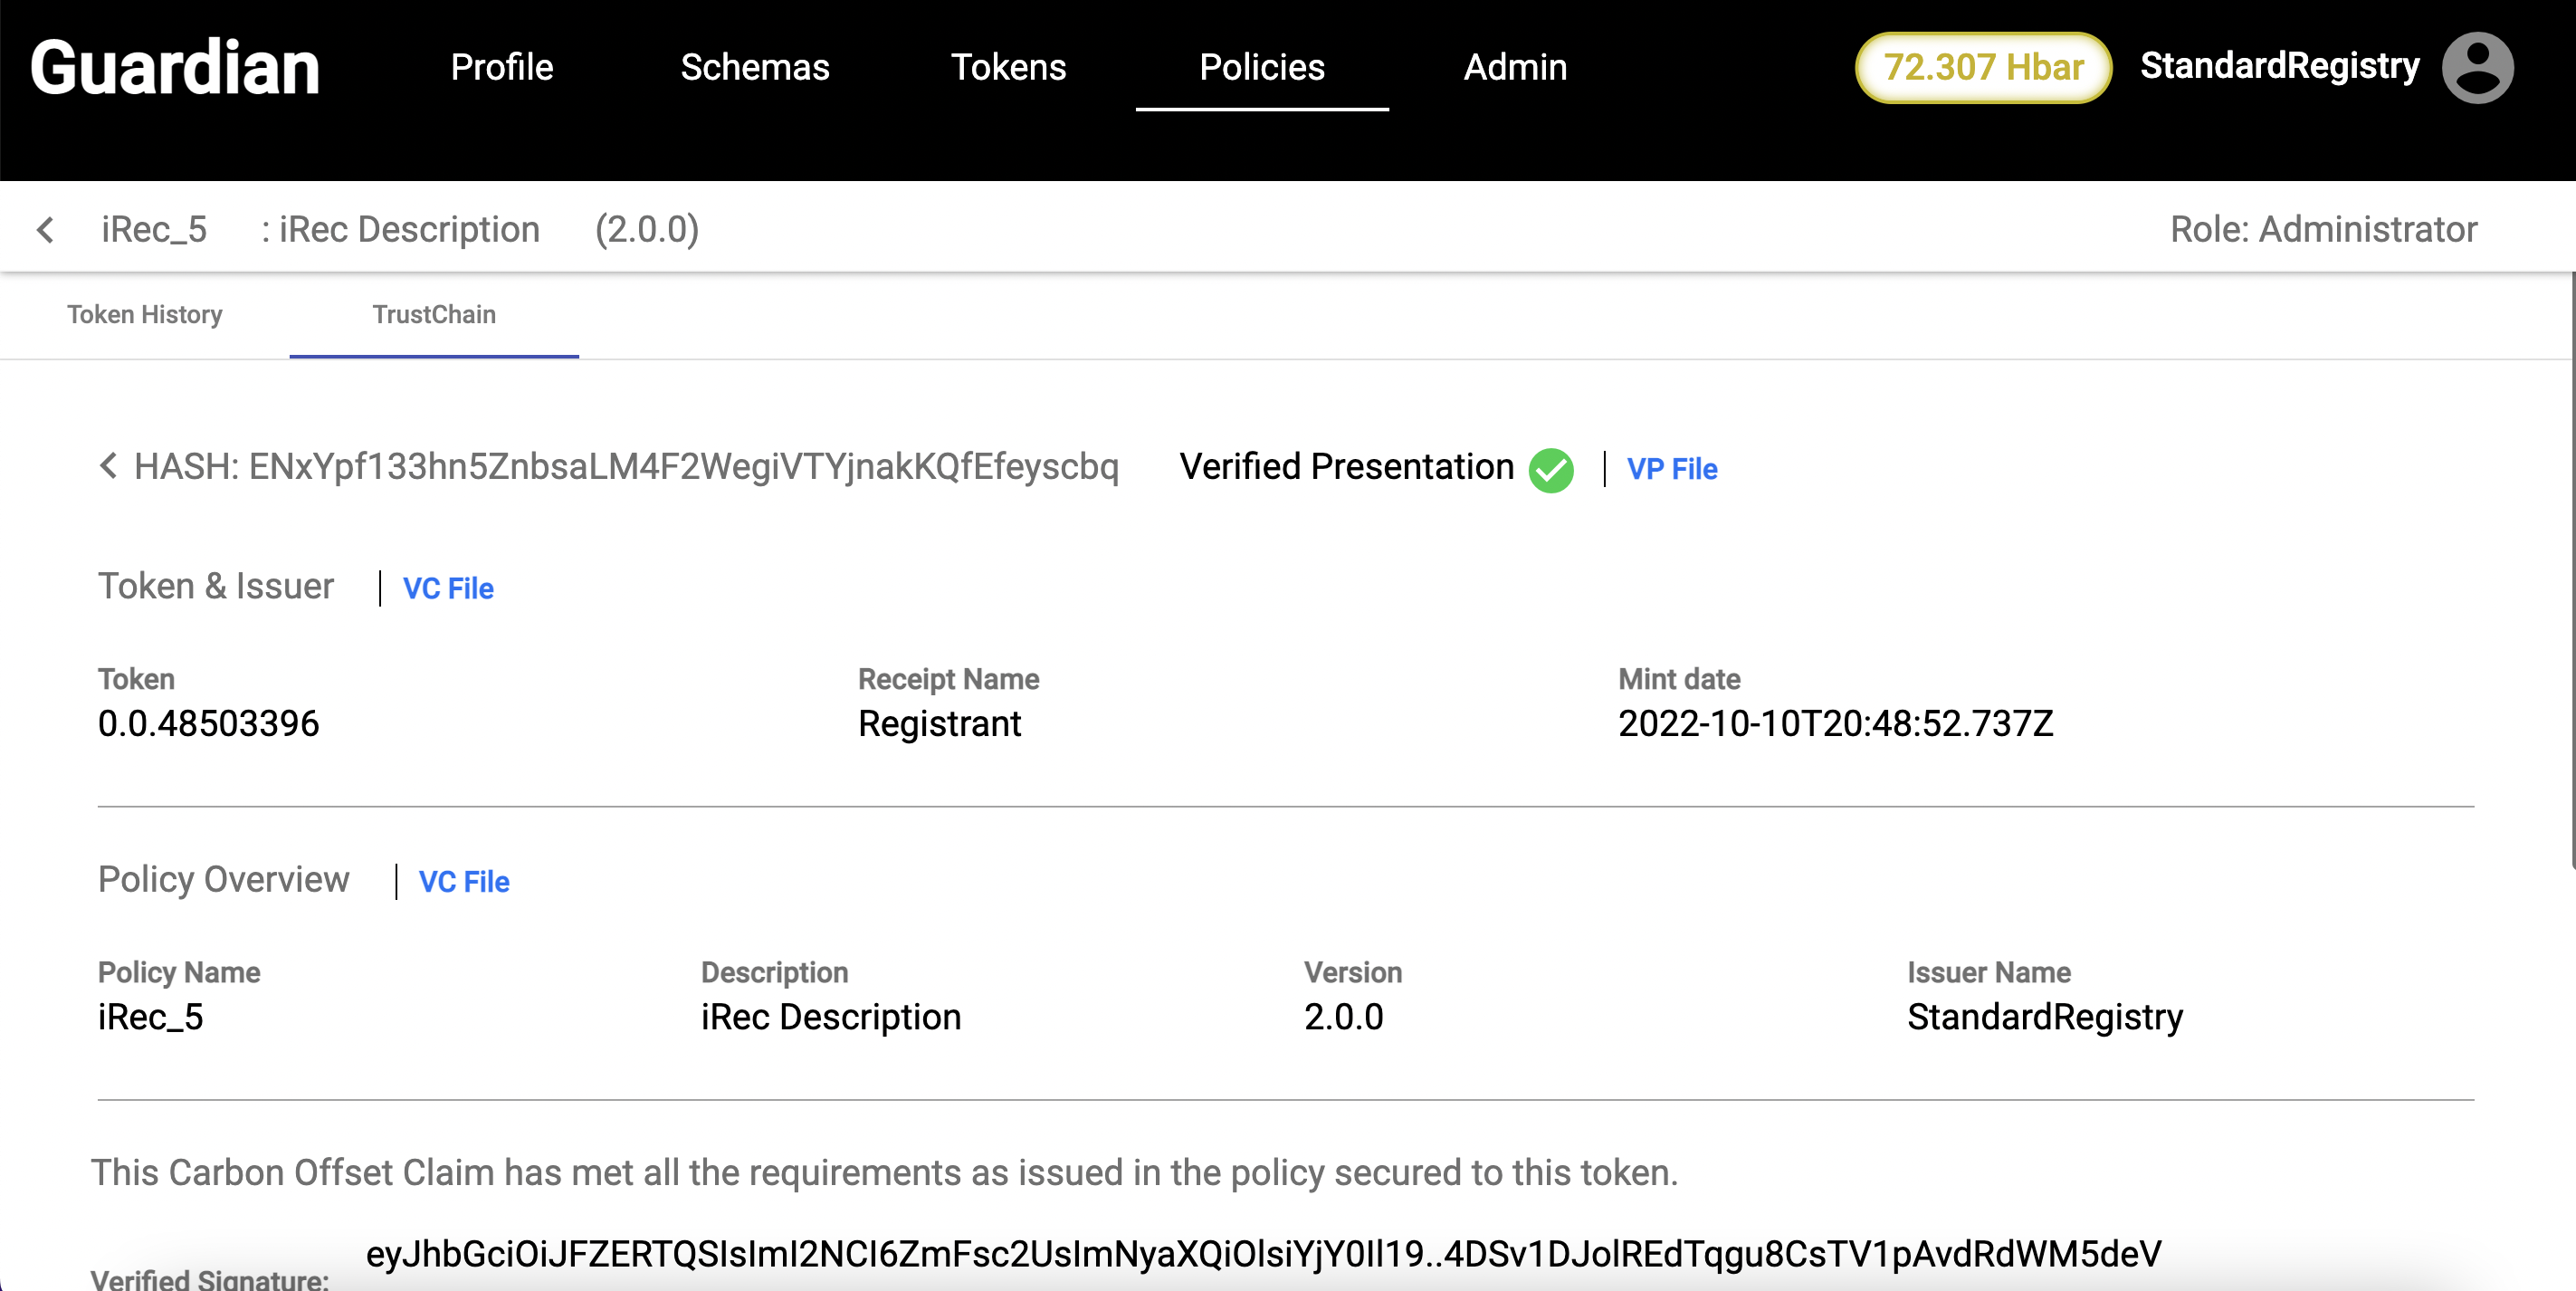 Guardian Profile Schemas Tokens Policies Admin 72.307 Hbar StandardRegistry
iRec_5 : iRec Description (2.0.0) Role: Administrator
Token History TrustChain
HASH: ENxYpf133hn5ZnbsaLM4F2WegiVTYjnakKQfEfeyscbq Verified Presentation | VP File
Token & Issuer | VC File
Token Receipt Name Mint date
0.0.48503396 Registrant 2022-10-10T20:48:52.737Z
Policy Overview | VC File
Policy Name Description Version Issuer Name
iRec_5 iRec Description 2.0.0 StandardRegistry
This Carbon Offset Claim has met all the requirements as issued in the policy secured to this token.
eyJhbGciOiJFZERTQSIsImI2NCI6ZmFsc2UsImNyaXQiOlsiYjY0Il19..4DSv1DJolREdTqgu8CsTV1pAvdRdWM5deV
Verified Signature: